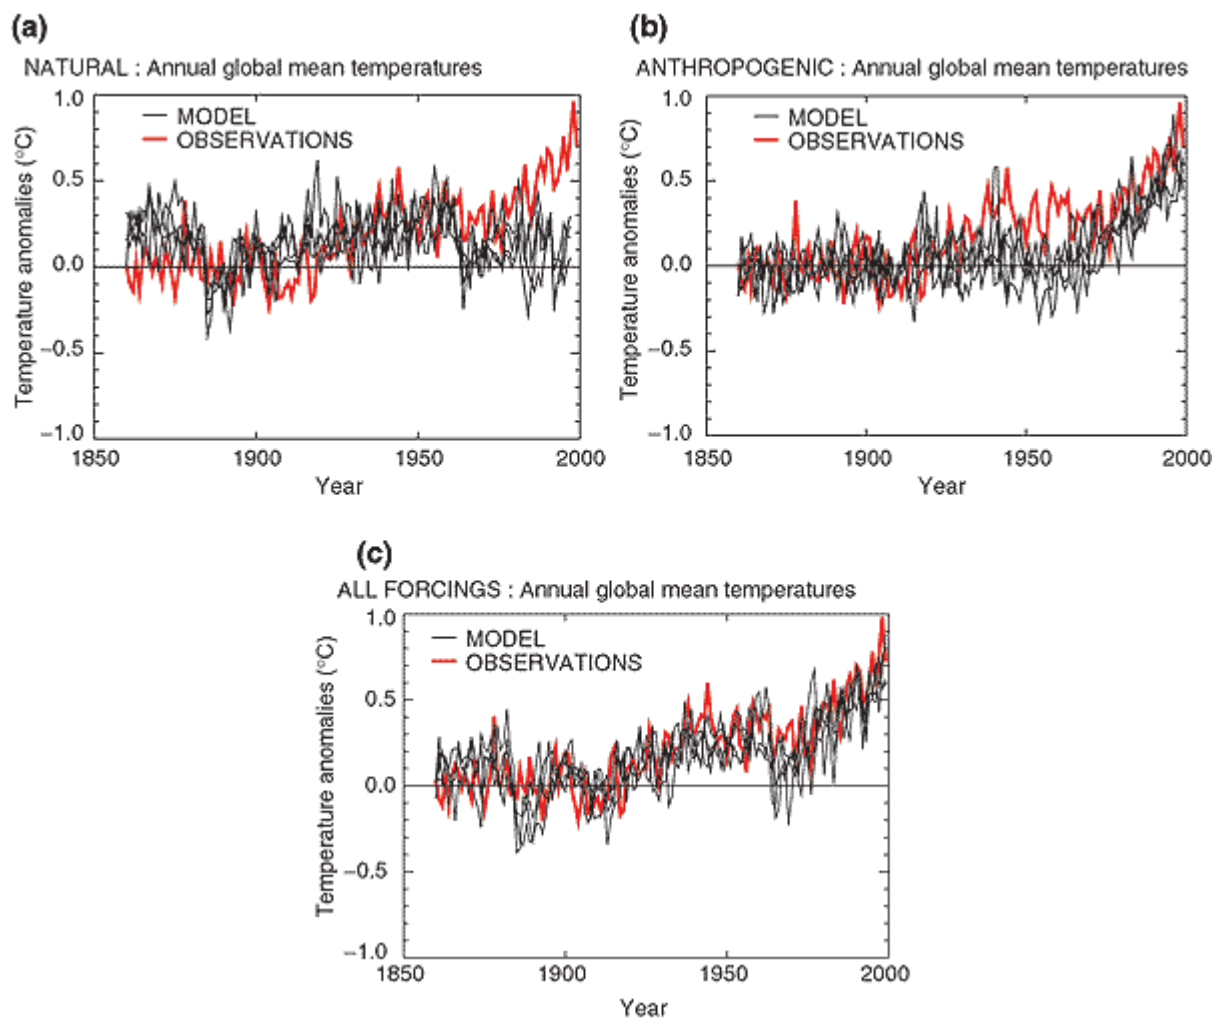 (a)
NATURAL : Annual global mean temperatures
1.0
MODEL
OBSERVATIONS
0.5
0.0
−0.5
−1.0
Temperature anomalies (°C)
1850 1900 1950 2000
Year
(b)
ANTHROPOGENIC : Annual global mean temperatures
1.0
MODEL
OBSERVATIONS
0.5
0.0
−0.5
−1.0
Temperature anomalies (°C)
1850 1900 1950 2000
Year
(c)
ALL FORCINGS : Annual global mean temperatures
1.0
MODEL
OBSERVATIONS
0.5
0.0
−0.5
−1.0
Temperature anomalies (°C)
1850 1900 1950 2000
Year